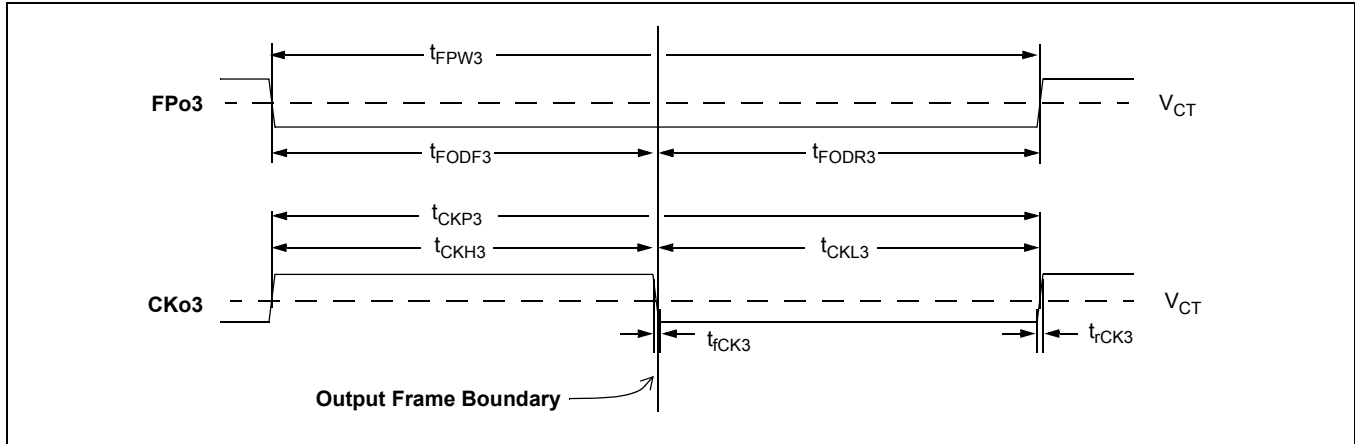 tFPW3
FPo3
VCT
tFODF3 tFODR3
tCKP3
tCKH3 tCKL3
CKo3
VCT
tfCK3 trCK3
Output Frame Boundary